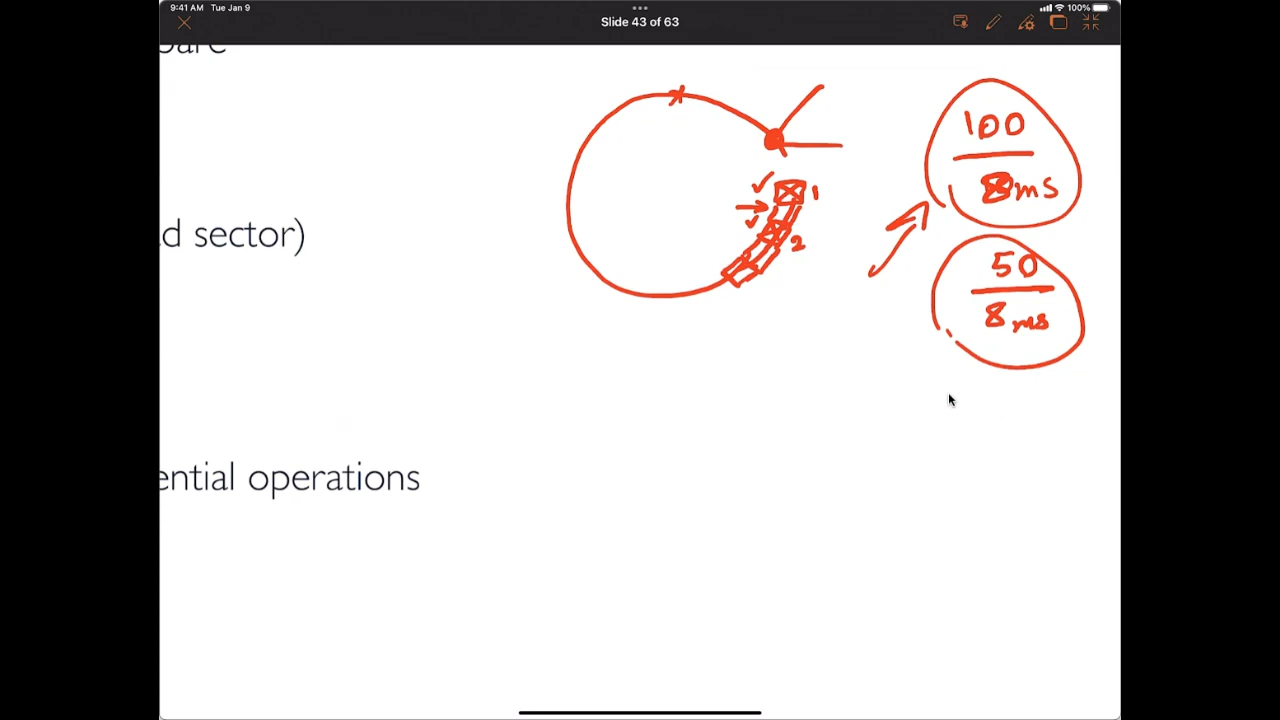 9:41 AM Tue Jan 9
100%
Slide 43 of 63
100
8ms
1
d sector)
2
50
8ms
ential operations